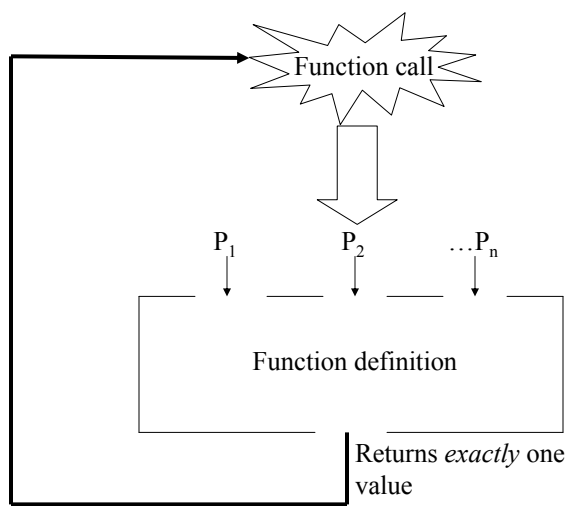 Function call
P₁ P₂ …Pₙ
Function definition
Returns exactly one
value